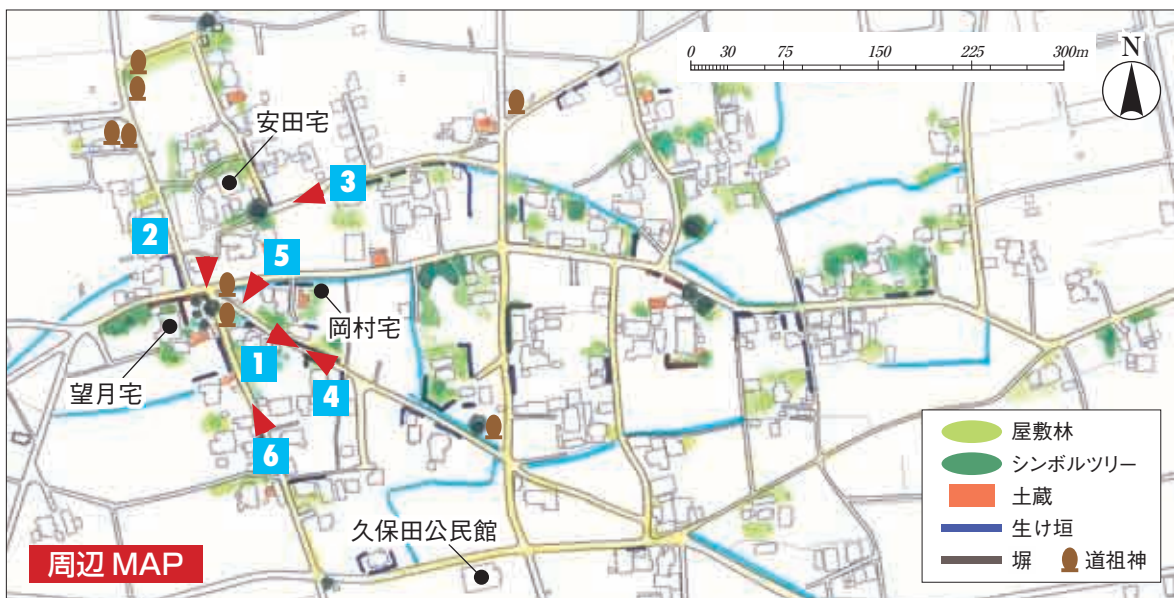 0 30 75 150 225 300m
N
安田宅
3
2
5
岡村宅
望月宅
1
4
6
久保田公民館
周辺 MAP
屋敷林
シンボルツリー
土蔵
生け垣
塀 道祖神